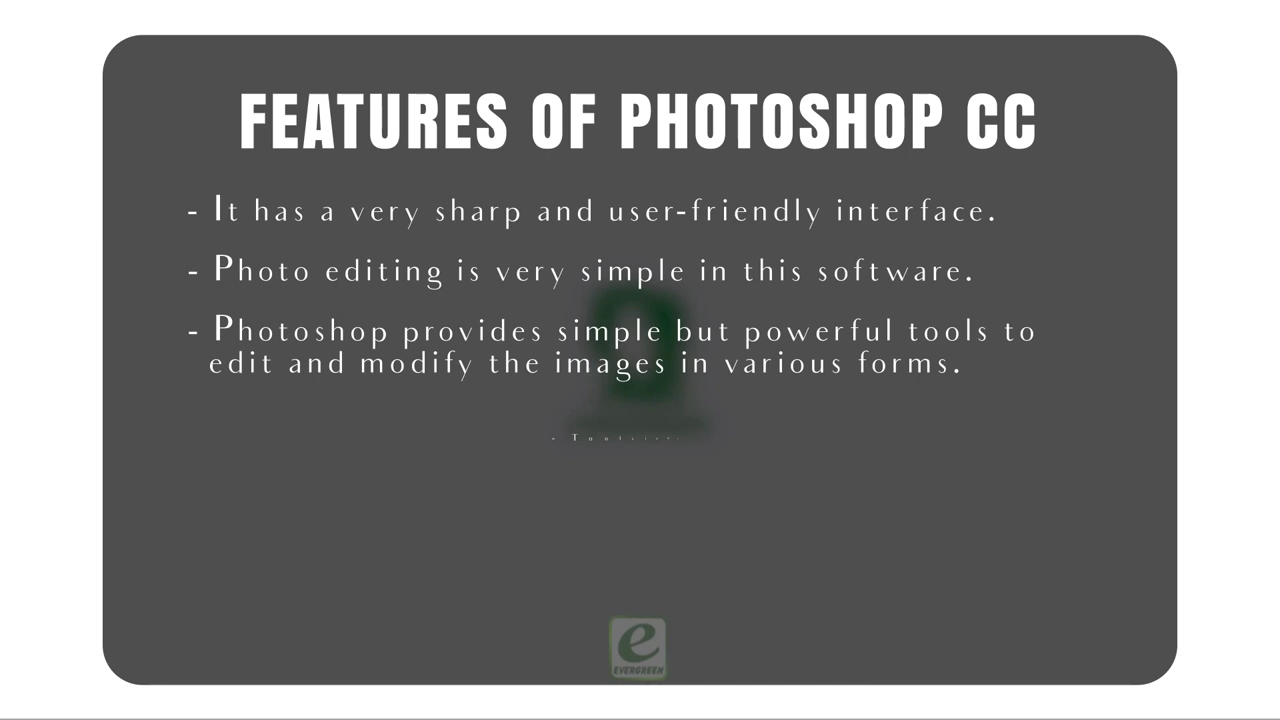 FEATURES OF PHOTOSHOP CC
- It has a very sharp and user-friendly interface.
- Photo editing is very simple in this software.
- Photoshop provides simple but powerful tools to
edit and modify the images in various forms.
e
EVERGREEN